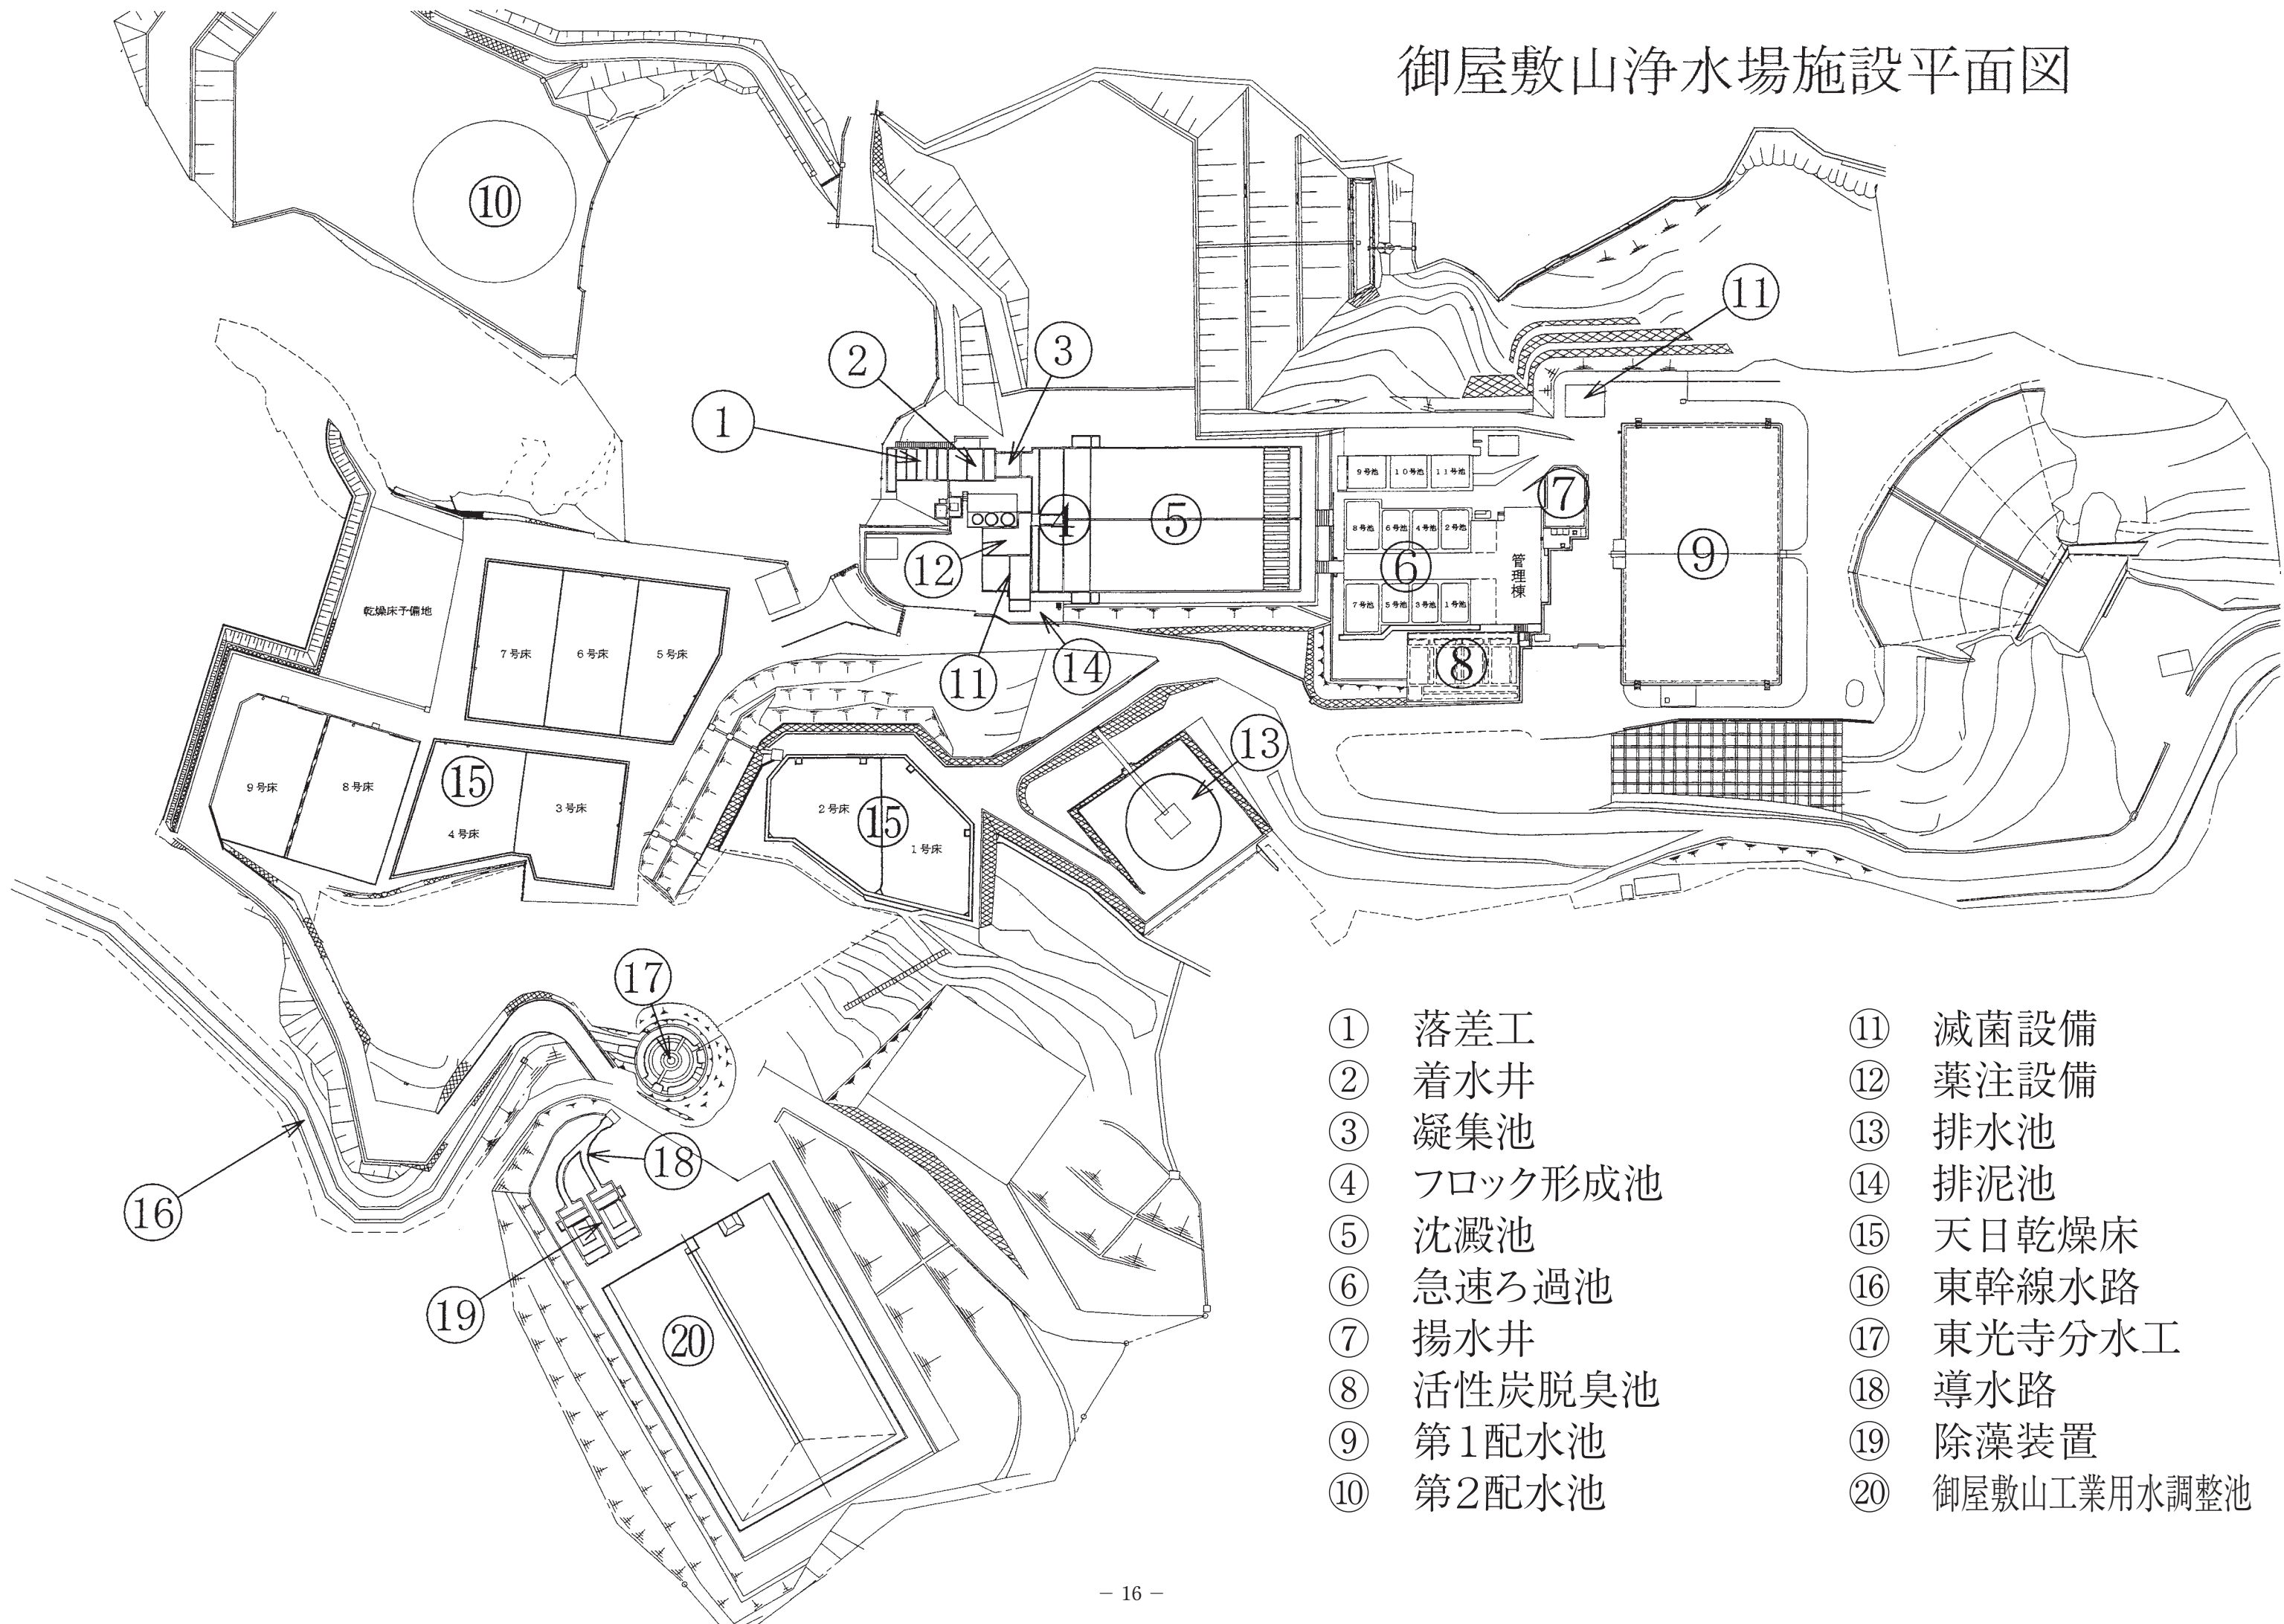 御屋敷山浄水場施設平面図
⑩
⑪
③
②
①
9号池 10号池 11号池
⑦
④
⑤
8号池 6号池 4号池 2号池
⑥
管理棟
⑨
⑫
7号池 5号池 3号池 1号池
乾燥床予備地
7号床 6号床 5号床
⑪
⑭
⑧
⑬
9号床 8号床
⑮
4号床 3号床
2号床
⑮
1号床
⑰
⑯
⑱
⑲
⑳
① 落差工
② 着水井
③ 凝集池
④ フロック形成池
⑤ 沈澱池
⑥ 急速ろ過池
⑦ 揚水井
⑧ 活性炭脱臭池
⑨ 第1配水池
⑩ 第2配水池
⑪ 滅菌設備
⑫ 薬注設備
⑬ 排水池
⑭ 排泥池
⑮ 天日乾燥床
⑯ 東幹線水路
⑰ 東光寺分水工
⑱ 導水路
⑲ 除藻装置
⑳ 御屋敷山工業用水調整池
− 16 −